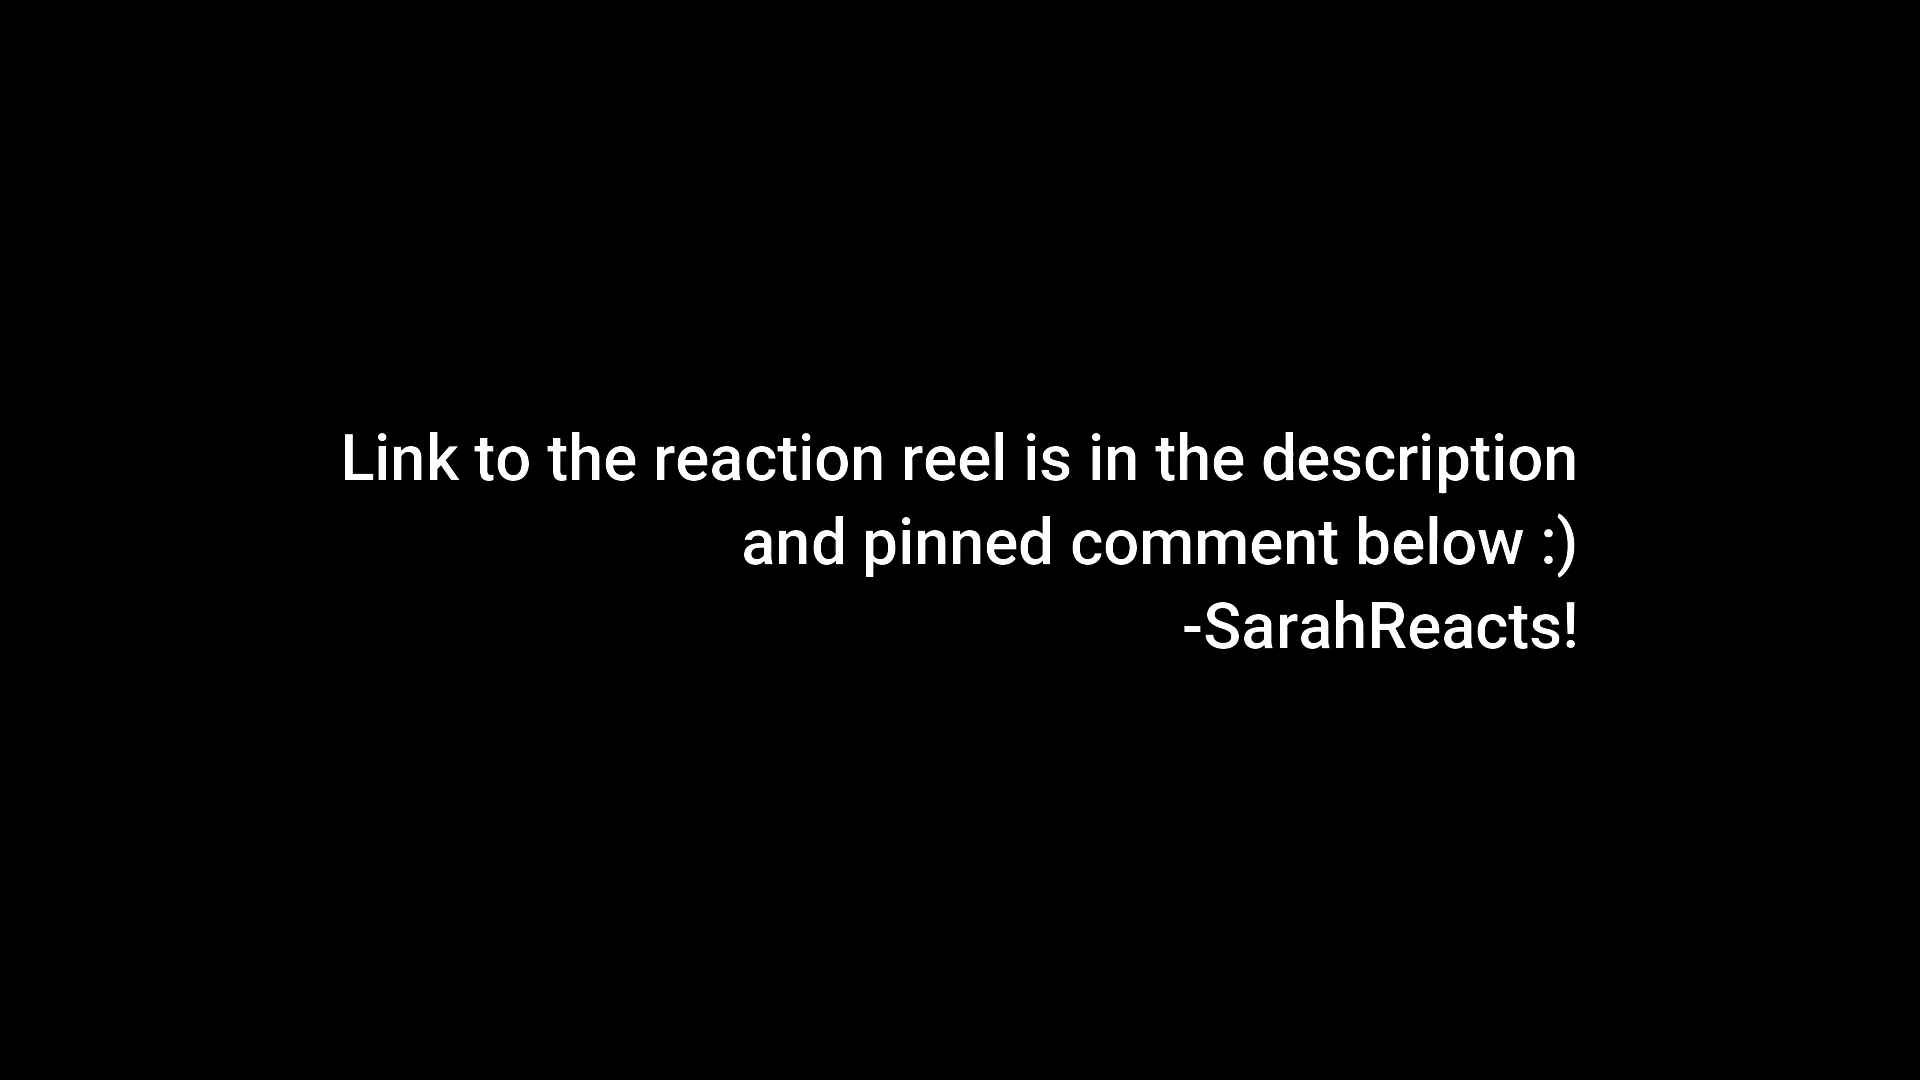 Link to the reaction reel is in the description
and pinned comment below :)
-SarahReacts!